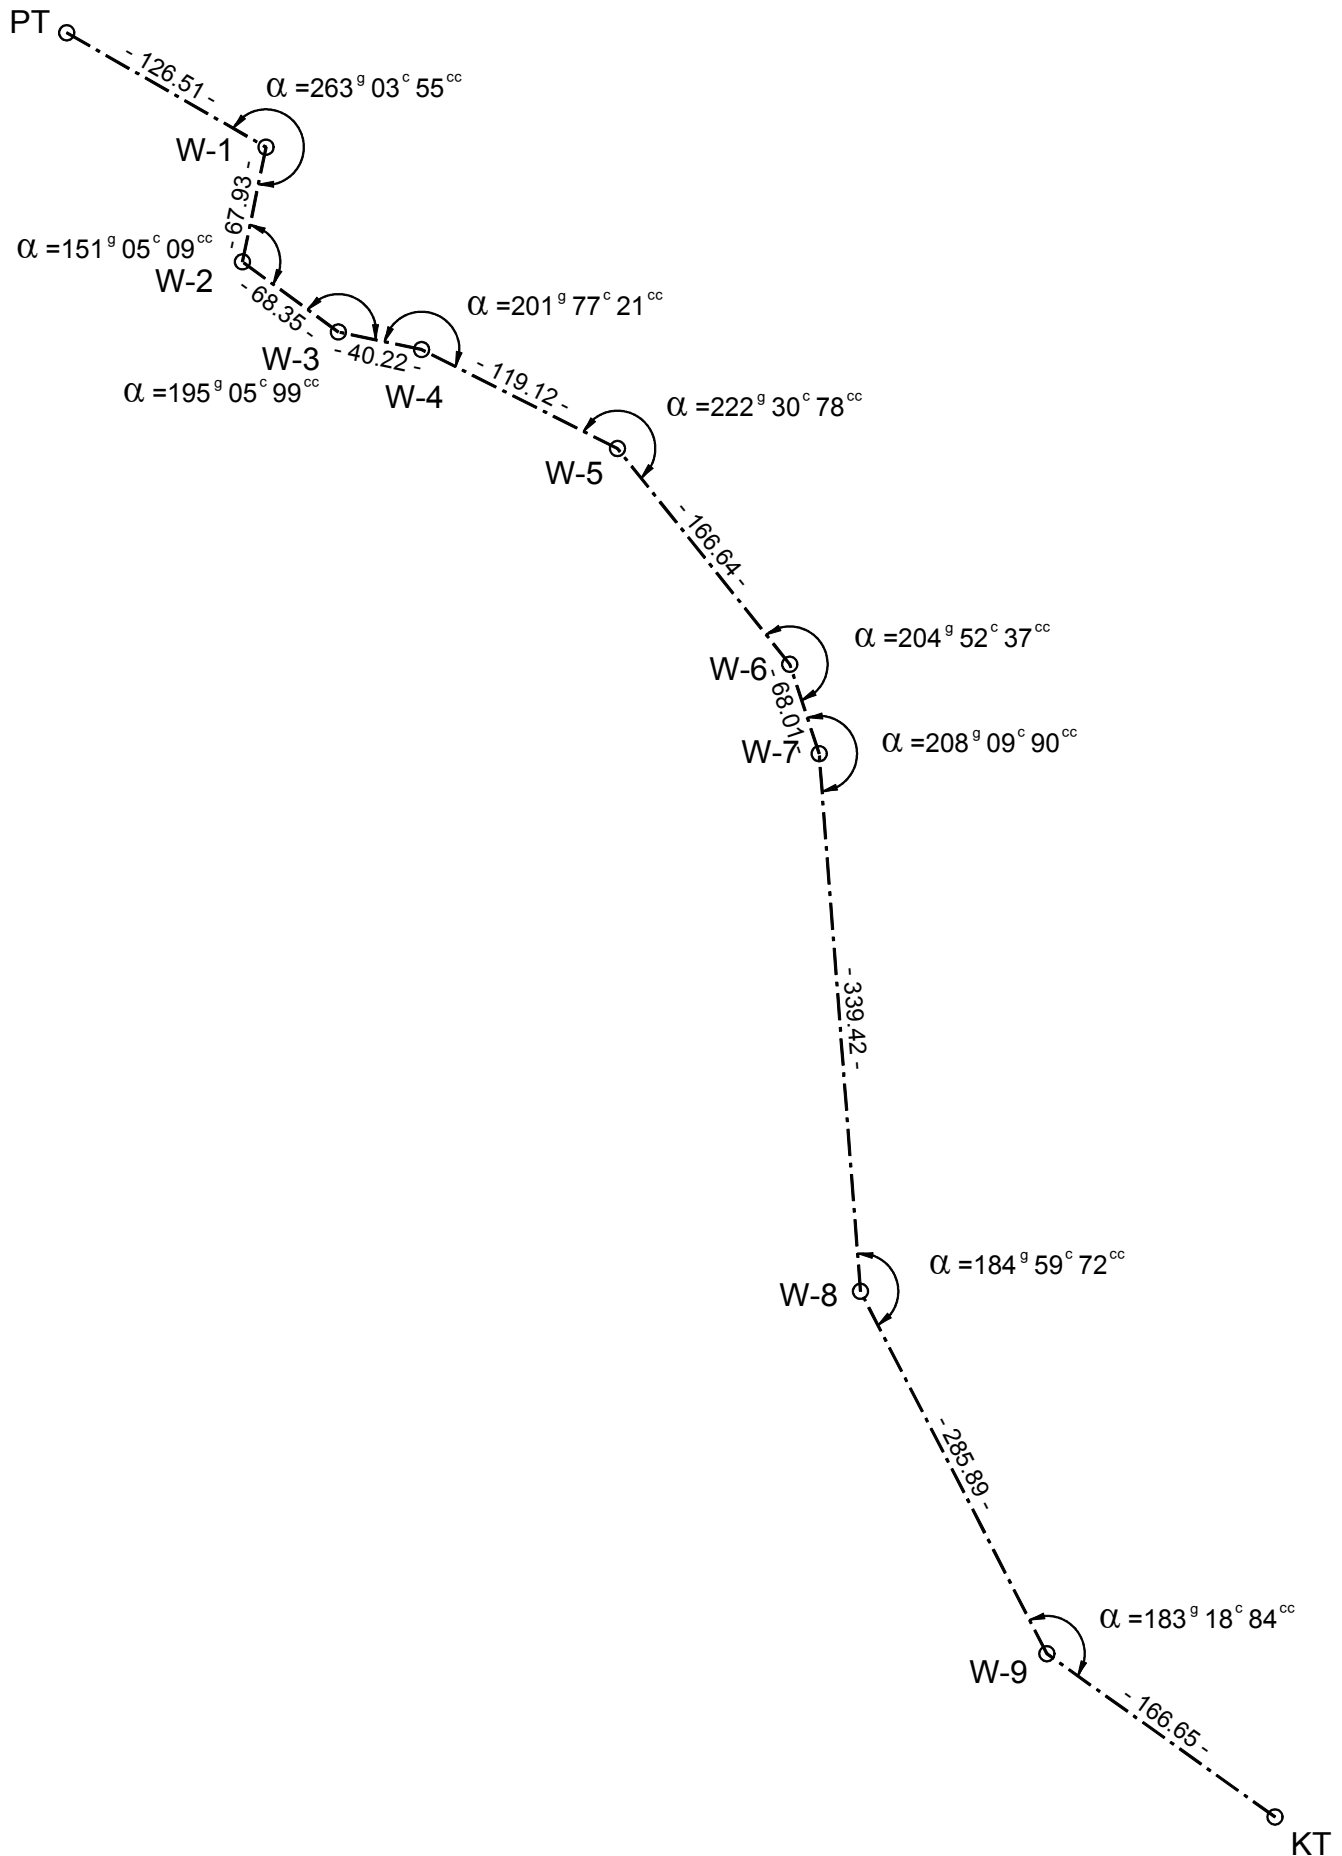 PT
- 126.51 -
α =263 g 03 c 55 cc
W-1
- 67.93 -
α =151 g 05 c 09 cc
W-2
- 68.35 -
α =201 g 77 c 21 cc
W-3
- 40.22 -
α =195 g 05 c 99 cc
W-4
- 119.12 -
α =222 g 30 c 78 cc
W-5
- 166.64 -
α =204 g 52 c 37 cc
W-6
- 68.01 -
W-7
α =208 g 09 c 90 cc
- 339.42 -
α =184 g 59 c 72 cc
W-8
- 285.89 -
α =183 g 18 c 84 cc
W-9
- 166.65 -
KT